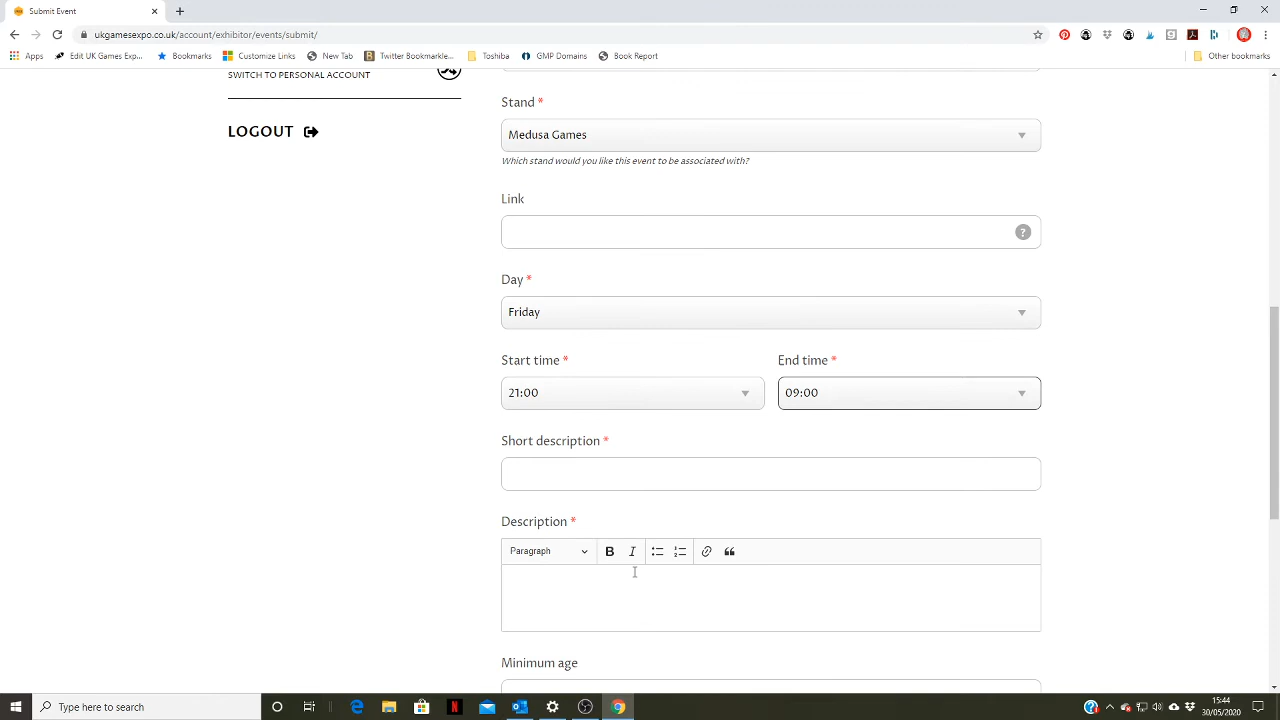 Submit Event
ukgamesexpo.co.uk/account/exhibitor/events/submit/
Apps
Edit UK Games Exp...
Bookmarks
Customize Links
New Tab
Twitter Bookmarkle...
Toshiba
GMP Domains
Book Report
Other bookmarks
SWITCH TO PERSONAL ACCOUNT
LOGOUT
Stand *
Medusa Games
Which stand would you like this event to be associated with?
Link
?
Day *
Friday
Start time *
End time *
21:00
09:00
Short description *
Description *
Paragraph
B
I
Minimum age
Type here to search
15:44
30/05/2020